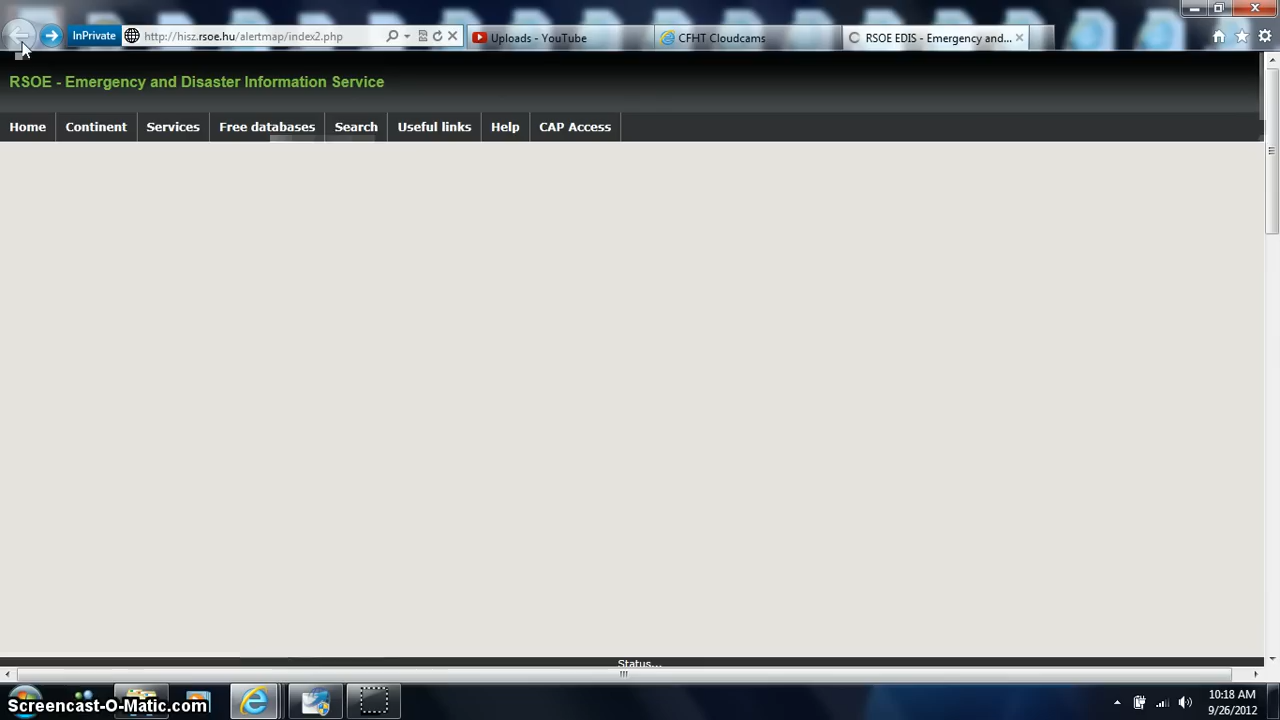 InPrivate http://hisz.rsoe.hu/alertmap/index2.php Uploads - YouTube CFHT Cloudcams RSOE EDIS - Emergency and...
RSOE - Emergency and Disaster Information Service
Home Continent Services Free databases Search Useful links Help CAP Access
Status...
Screencast-O-Matic.com
10:18 AM
9/26/2012